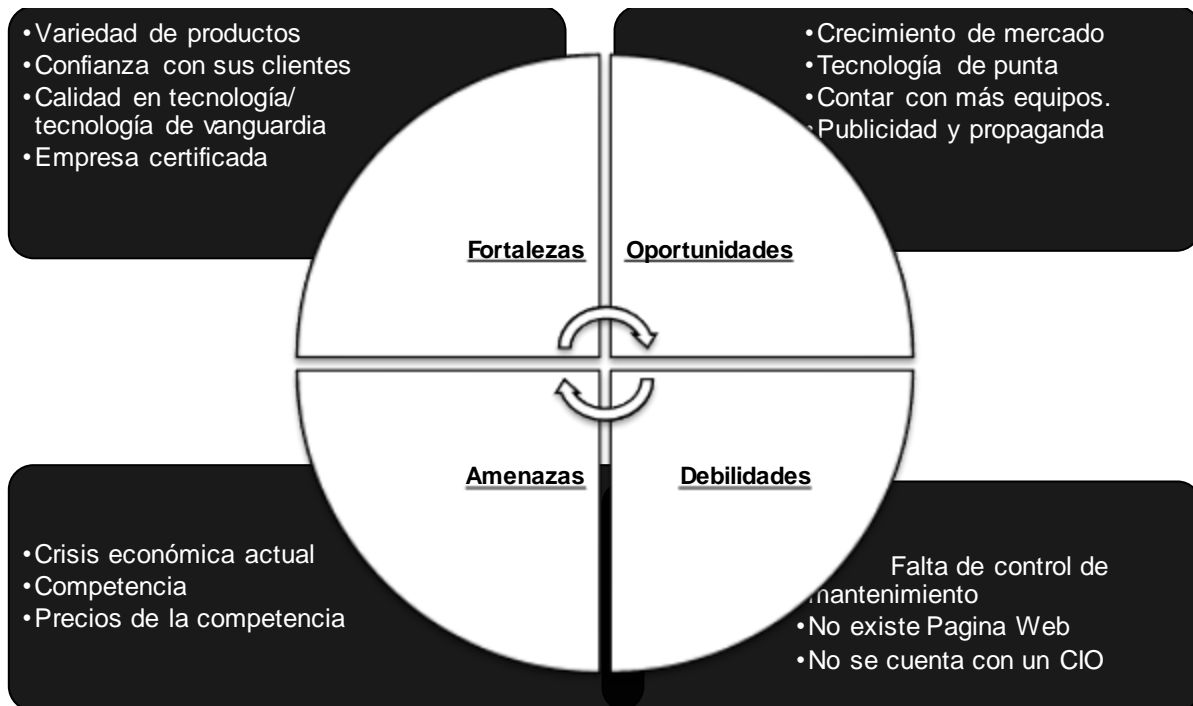 •Variedad de productos
•Confianza con sus clientes
•Calidad en tecnología/
tecnología de vanguardia
•Empresa certificada
•Crecimiento de mercado
•Tecnología de punta
•Contar con más equipos.
•Publicidad y propaganda
Fortalezas
Oportunidades
Amenazas
Debilidades
•Crisis económica actual
•Competencia
•Precios de la competencia
Falta de control de
mantenimiento
•No existe Pagina Web
•No se cuenta con un CIO